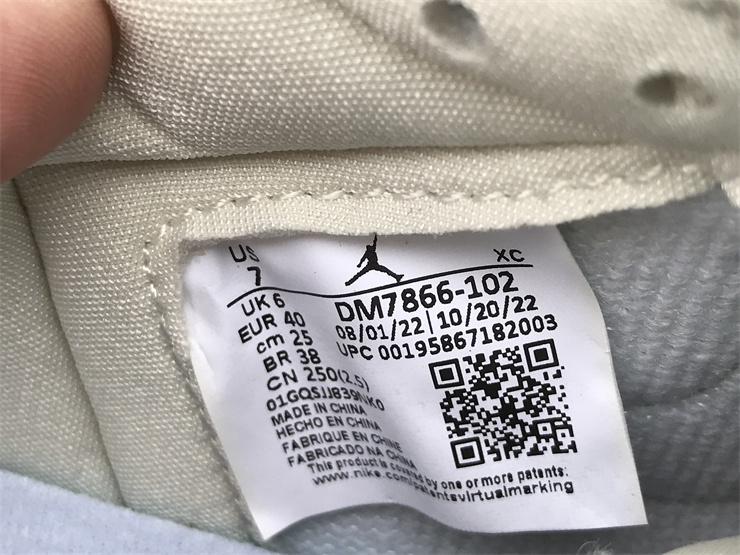 US
7
XC
UK 6
EUR 40
cm 25
BR 38
CN 250(2.5)
DM7866-102
08/01/22|10/20/22
UPC 00195867182003
MADE IN CHINA
HECHO EN CHINA
FABRIQUE EN CHINE
FABRICADO NA CHINA
This product is covered by one or more patents:
www.nike.com/patentsvirtualmarking